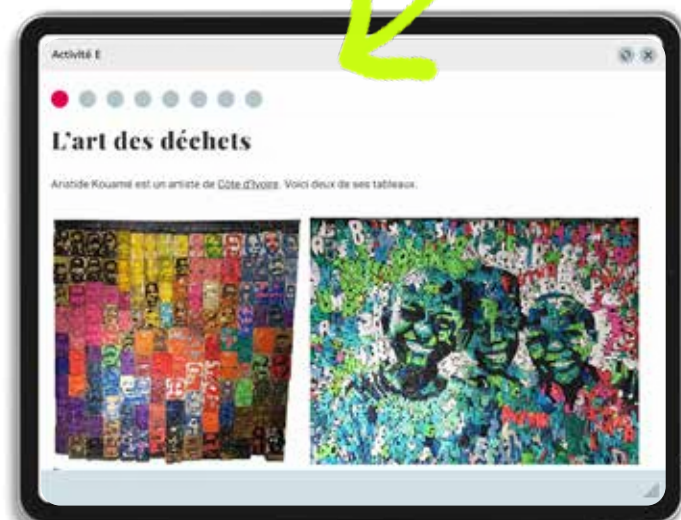 Activité E
L'art des déchets
Aristide Kouamé est un artiste de Côte d'Ivoire. Voici deux de ses tableaux.